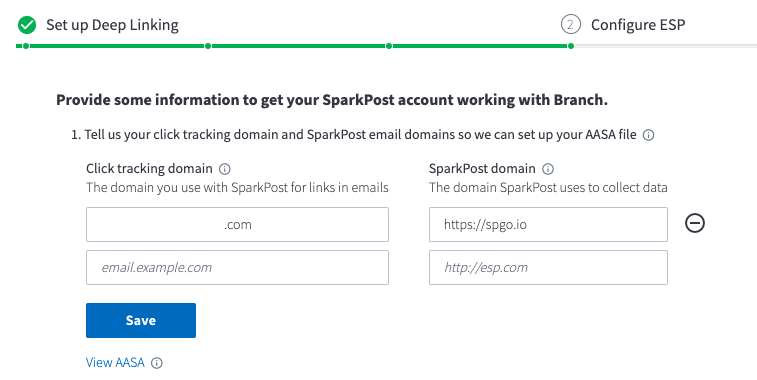 Set up Deep Linking
2 Configure ESP
Provide some information to get your SparkPost account working with Branch.
1. Tell us your click tracking domain and SparkPost email domains so we can set up your AASA file
Click tracking domain
The domain you use with SparkPost for links in emails
.com
email.example.com
SparkPost domain
The domain SparkPost uses to collect data
https://spgo.io
http://esp.com
Save
View AASA